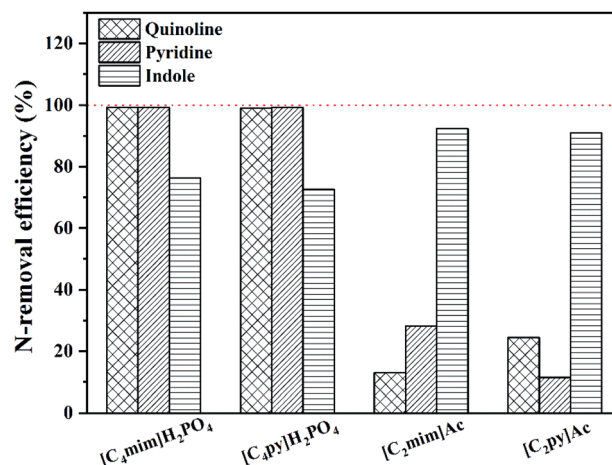 Quinoline
Pyridine
Indole
N-removal efficiency (%)
120
100
80
60
40
20
0
[C₄mim]H₂PO₄
[C₄py]H₂PO₄
[C₂mim]Ac
[C₂py]Ac